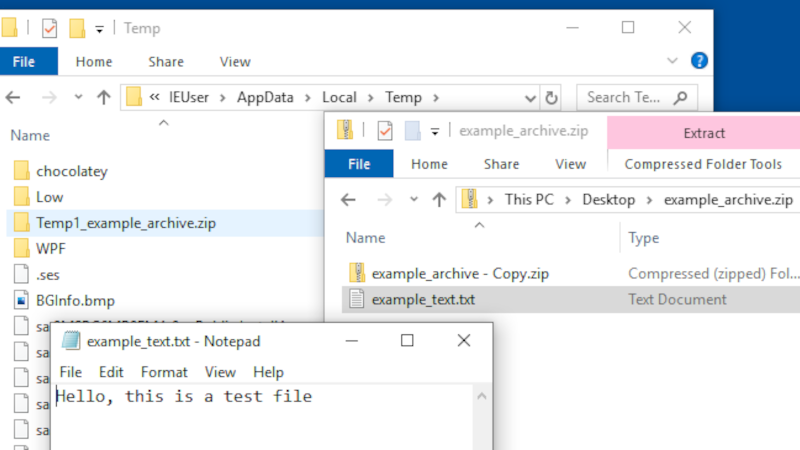 Temp
File Home Share View
IEUser Appdata Local Temp Search Te...
Name
chocolatey
Low
Temp1_example_archive.zip
WPF
.ses
BGInfo.bmp
sa
sa
sa
sa
sa
example_archive.zip Extract
File Home Share View Compressed Folder Tools
This PC Desktop example_archive.zip
Name Type
example_archive - Copy.zip Compressed (zipped) Fol...
example_text.txt Text Document
example_text.txt - Notepad
File Edit Format View Help
Hello, this is a test file